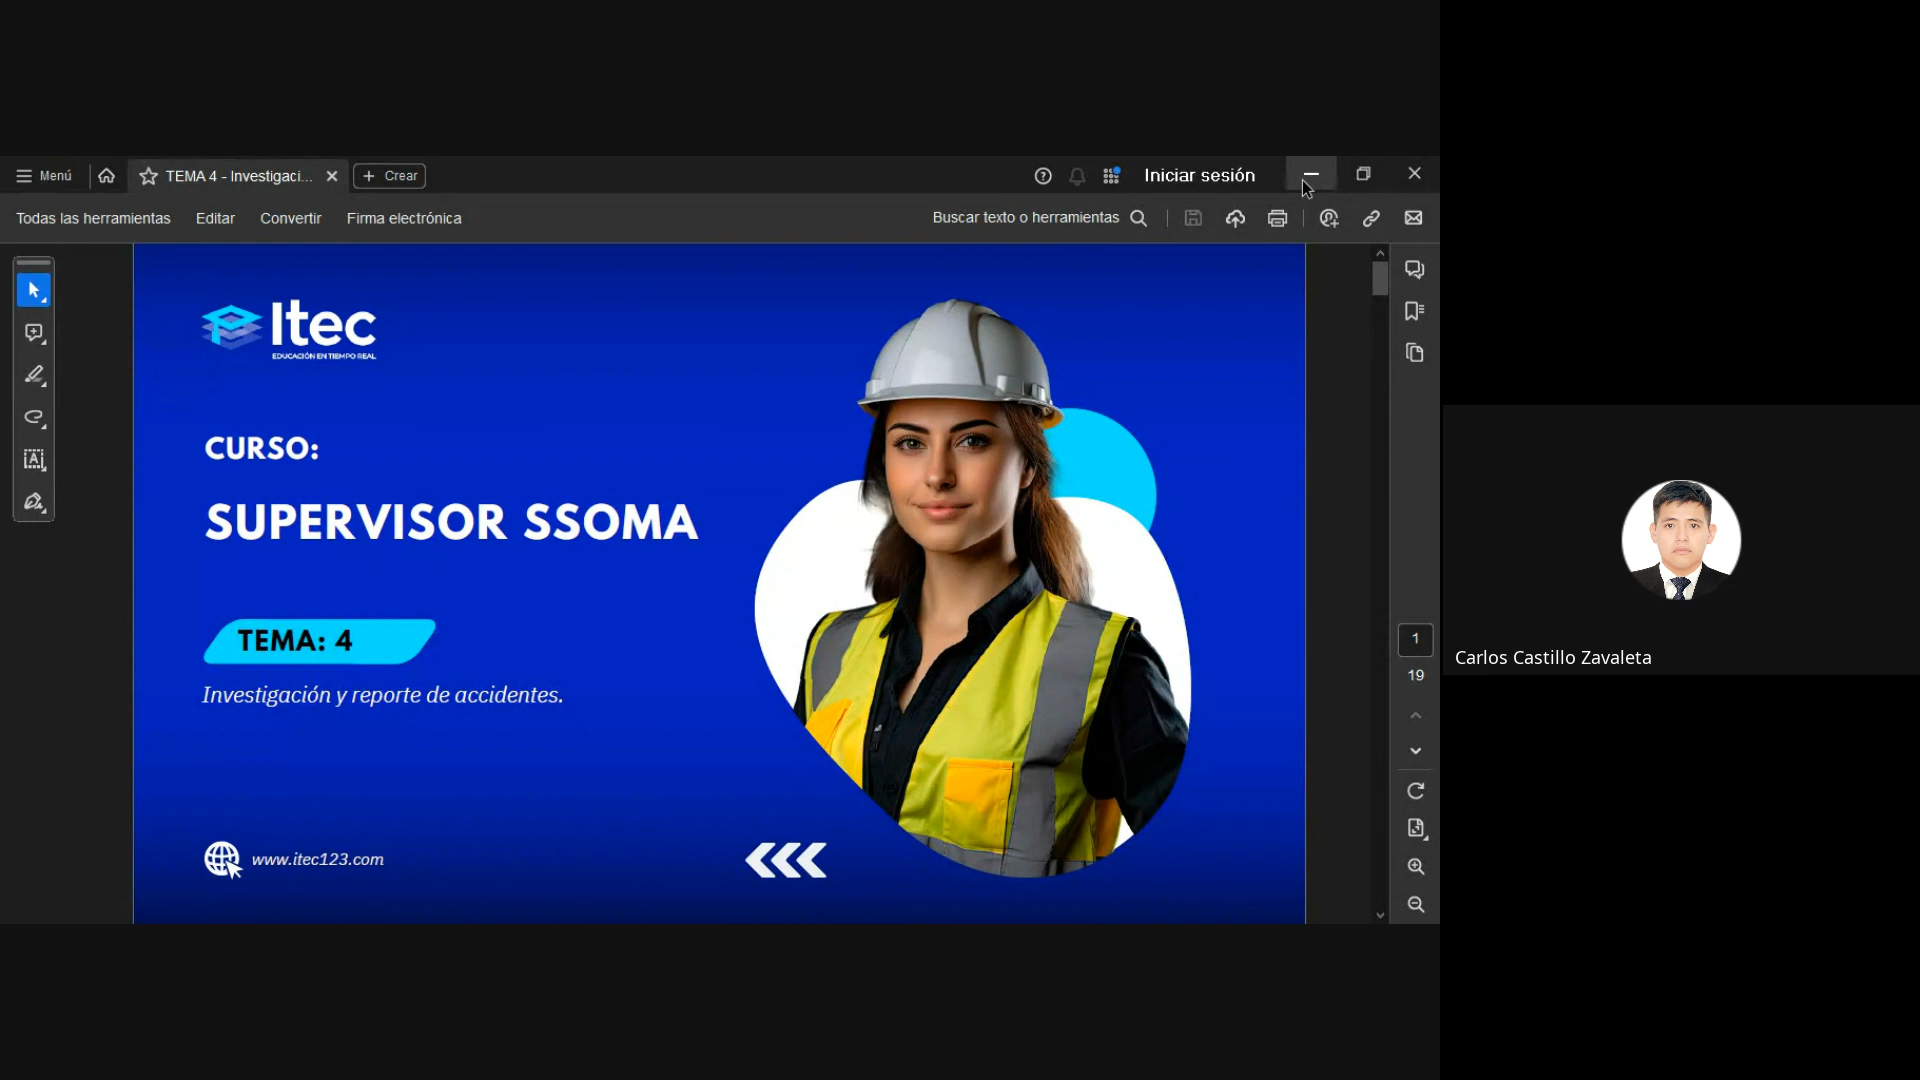 Menú
TEMA 4 - Investigaci...
Crear
Iniciar sesión
Todas las herramientas
Editar
Convertir
Firma electrónica
Buscar texto o herramientas
Itec
EDUCACIÓN EN TIEMPO REAL
CURSO:
SUPERVISOR SSOMA
TEMA: 4
Investigación y reporte de accidentes.
www.itec123.com
1
19
Carlos Castillo Zavaleta